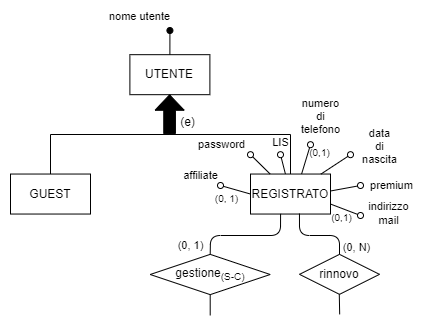 nome utente
UTENTE
(e)
numero
di
telefono
(0,1)
data
di
nascita
password
LIS
affiliate
(0, 1)
GUEST
REGISTRATO
premium
(0,1)
indirizzo
mail
(0, 1)
(0, N)
gestione(S-C)
rinnovo